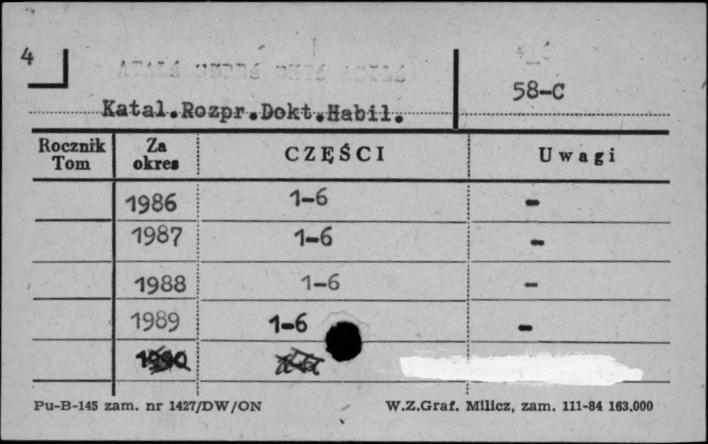 4
58-C
Katal.Rozpr.Dokt.Habil.
Rocznik Tom Za okres CZĘŚCI Uwagi
1986 1-6 -
1987 1-6 -
1988 1-6 -
1989 1-6 -
1990
Pu-B-145 zam. nr 1427/DW/ON W.Z.Graf. Milicz, zam. 111-84 163,000